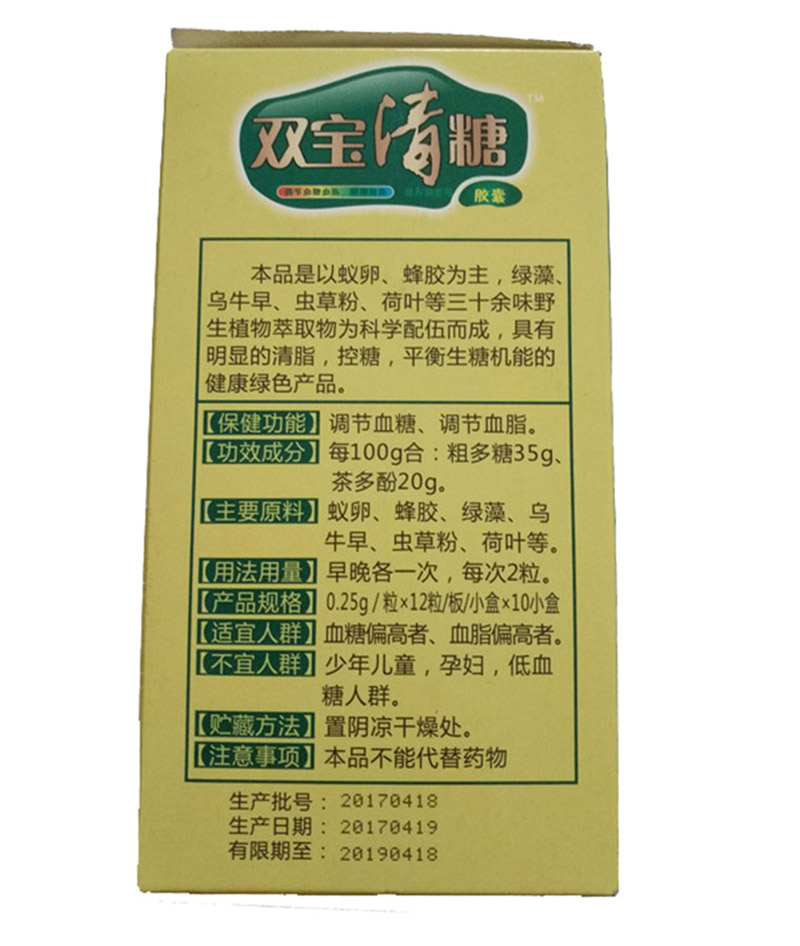 双宝清糖
TM
胶囊
本品是以蚁卵、蜂胶为主，绿藻、
乌牛早、虫草粉、荷叶等三十余味野
生植物萃取物为科学配伍而成，具有
明显的清脂，控糖，平衡生糖机能的
健康绿色产品。
【保健功能】调节血糖、调节血脂。
【功效成分】每100g合：粗多糖35g、
茶多酚20g。
【主要原料】蚁卵、蜂胶、绿藻、乌
牛早、虫草粉、荷叶等。
【用法用量】早晚各一次，每次2粒。
【产品规格】0.25g/粒×12粒/板/小盒×10小盒
【适宜人群】血糖偏高者、血脂偏高者。
【不宜人群】少年儿童，孕妇，低血
糖人群。
【贮藏方法】置阴凉干燥处。
【注意事项】本品不能代替药物
生产批号：20170418
生产日期：20170419
有限期至：20190418